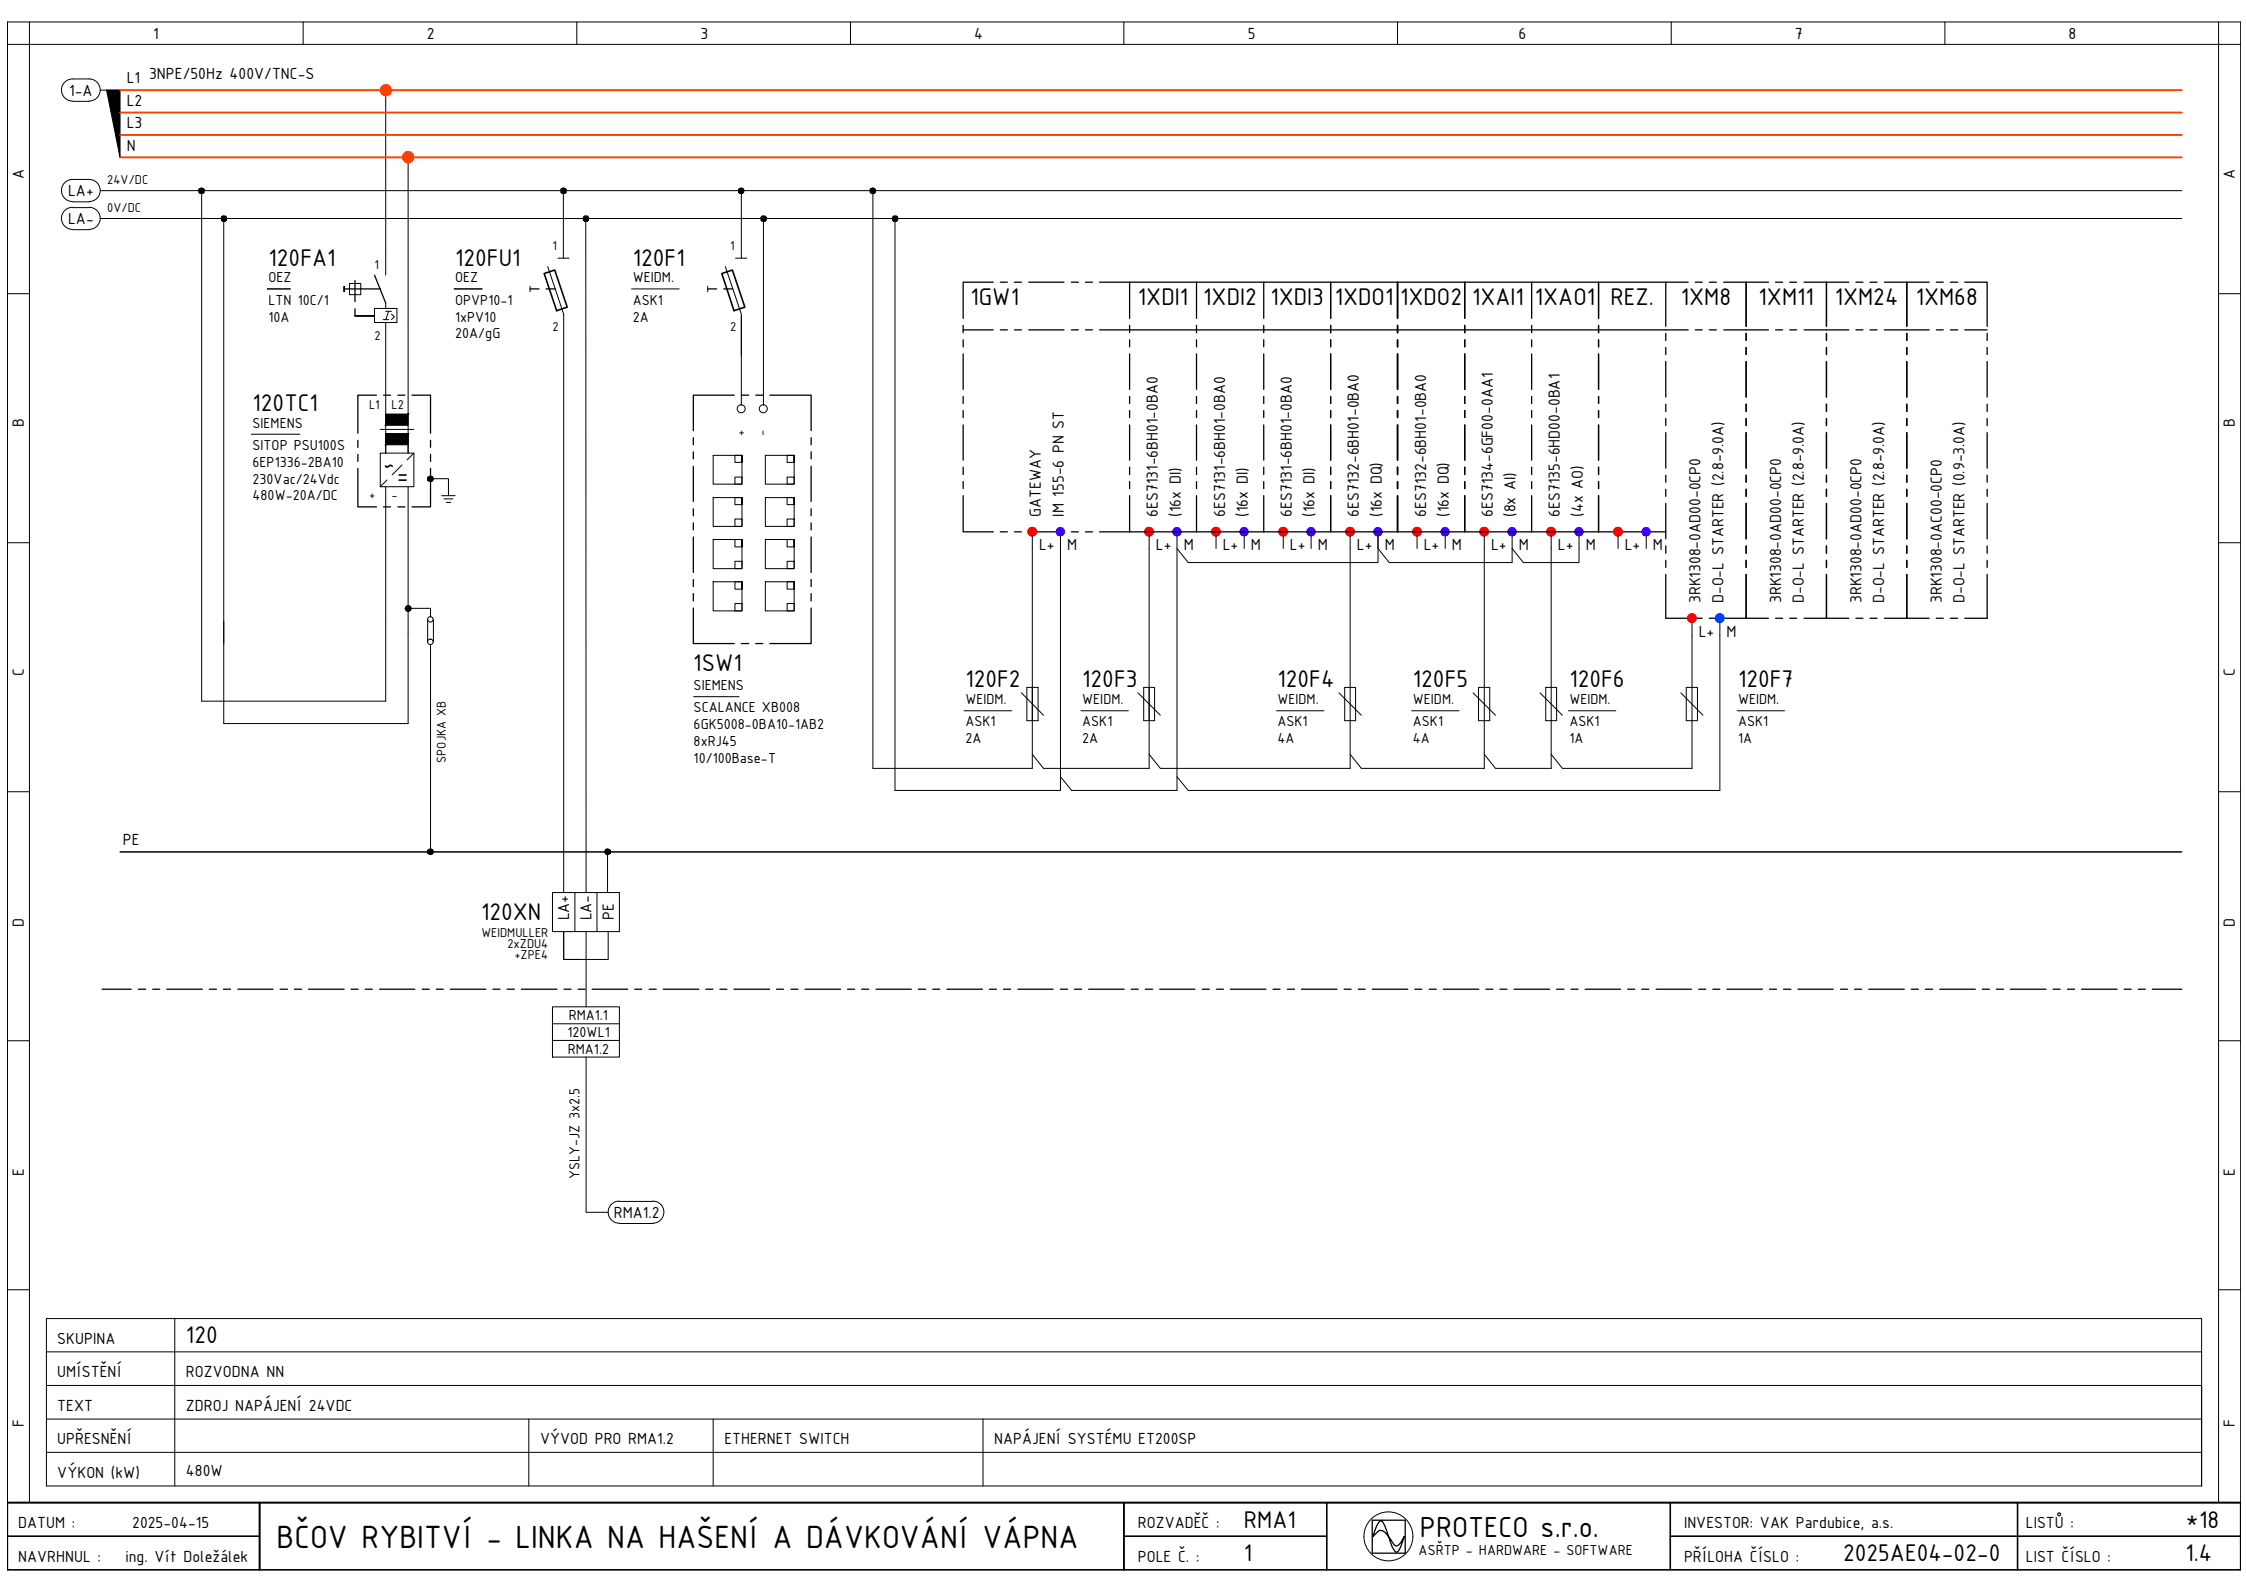 1 2 3 4 5 6 7 8
L1 3NPE/50Hz 400V/TNC-S
1-A
L2
L3
N
A A
24V/DC
LA+
0V/DC
LA-
120FA1
OEZ
LTN 10C/1
10A
1
I>
2
120FU1
OEZ
OPVP10-1
1xPV10
20A/gG
1
2
120F1
WEIDM.
ASK1
2A
1
2
1GW1 1XDI1 1XDI2 1XDI3 1XDO1 1XDO2 1XAI1 1XAO1 REZ. 1XM8 1XM11 1XM24 1XM68
GATEWAY
IM 155-6 PN ST
6ES7131-6BH01-0BA0
(16x DI)
6ES7131-6BH01-0BA0
(16x DI)
6ES7131-6BH01-0BA0
(16x DI)
6ES7132-6BH01-0BA0
(16x DQ)
6ES7132-6BH01-0BA0
(16x DQ)
6ES7134-6GF00-0AA1
(8x AI)
6ES7135-6HD00-0BA1
(4x AO)
3RK1308-0AD00-0CP0
D-O-L STARTER (2.8-9.0A)
3RK1308-0AD00-0CP0
D-O-L STARTER (2.8-9.0A)
3RK1308-0AD00-0CP0
D-O-L STARTER (2.8-9.0A)
3RK1308-0AC00-0CP0
D-O-L STARTER (0.9-3.0A)
L+ M L+ M L+ M L+ M L+ M L+ M L+ M L+ M L+ M
L+ M
B B
120TC1
SIEMENS
SITOP PSU100S
6EP1336-2BA10
230Vac/24Vdc
480W-20A/DC
L1 L2
+ -
+ -
1SW1
SIEMENS
SCALANCE XB008
6GK5008-0BA10-1AB2
8xRJ45
10/100Base-T
C C
SPOJKA XB
120F2
WEIDM.
ASK1
2A
120F3
WEIDM.
ASK1
2A
120F4
WEIDM.
ASK1
4A
120F5
WEIDM.
ASK1
4A
120F6
WEIDM.
ASK1
1A
120F7
WEIDM.
ASK1
1A
PE
D D
120XN
WEIDMULLER
2xZDU4
+ZPE4
LA+
LA-
PE
RMA1.1
120WL1
RMA1.2
YSLY-JZ 3x2.5
E E
RMA1.2
F F
SKUPINA 120
UMÍSTĚNÍ ROZVODNA NN
TEXT ZDROJ NAPÁJENÍ 24VDC
UPŘESNĚNÍ VÝVOD PRO RMA1.2 ETHERNET SWITCH NAPÁJENÍ SYSTÉMU ET200SP
VÝKON (kW) 480W
DATUM : 2025-04-15
NAVRHNUL : ing. Vít Doležálek
BČOV RYBITVÍ - LINKA NA HAŠENÍ A DÁVKOVÁNÍ VÁPNA
ROZVADĚČ : RMA1
POLE Č. : 1
PROTECO s.r.o.
ASŘTP - HARDWARE - SOFTWARE
INVESTOR: VAK Pardubice, a.s.
PŘÍLOHA ČÍSLO : 2025AE04-02-0
LISTŮ : *18
LIST ČÍSLO : 1.4